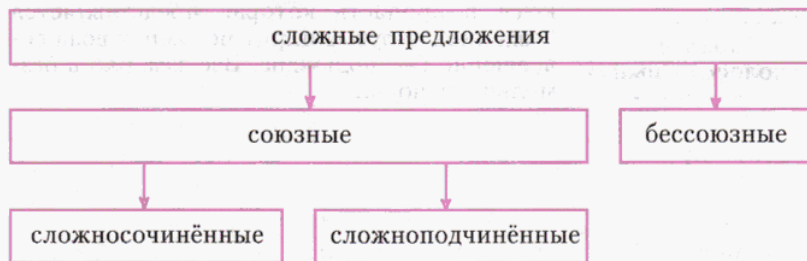 сложные предложения
союзные
бессоюзные
сложносочинённые
сложноподчинённые